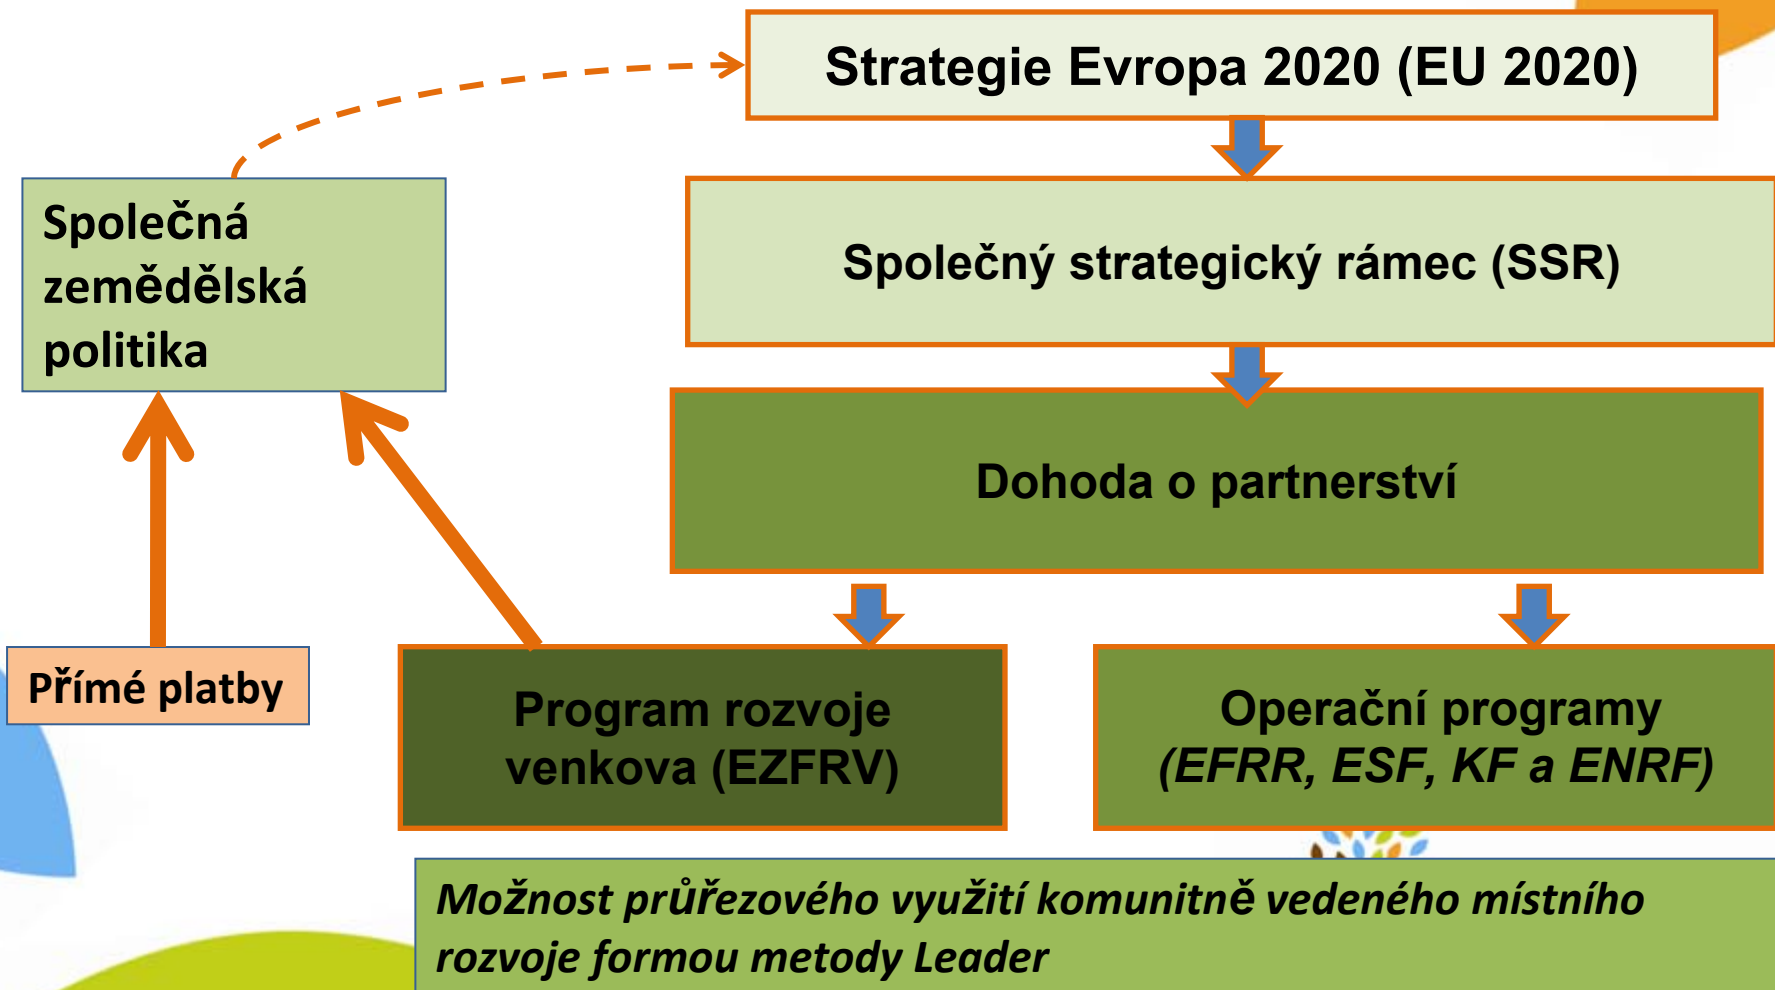 Strategie Evropa 2020 (EU 2020)
Společná
zemědělská
politika
Společný strategický rámec (SSR)
Dohoda o partnerství
Přímé platby
Program rozvoje
venkova (EZFRV)
Operační programy
(EFRR, ESF, KF a ENRF)
Možnost průřezového využití komunitně vedeného místního
rozvoje formou metody Leader